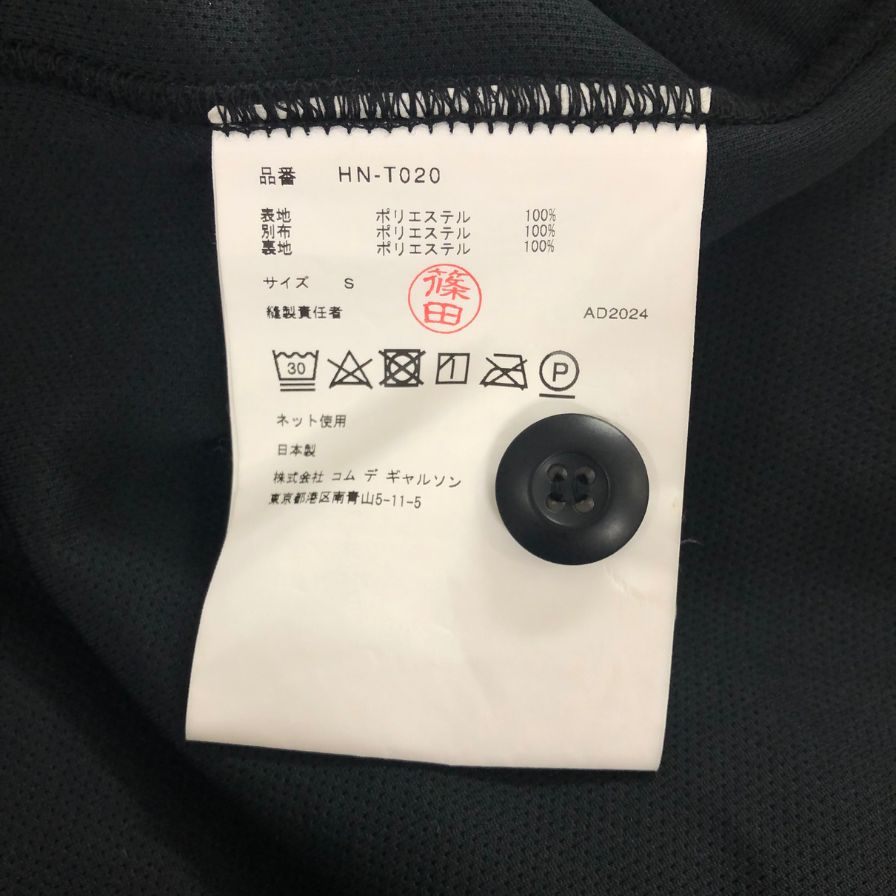 品番 HN-T020
表地 ポリエステル 100%
別布 ポリエステル 100%
裏地 ポリエステル 100%
サイズ S
縫製責任者 篠田 AD2024
30 P
ネット使用
日本製
株式会社 コム デ ギャルソン
東京都港区南青山5-11-5